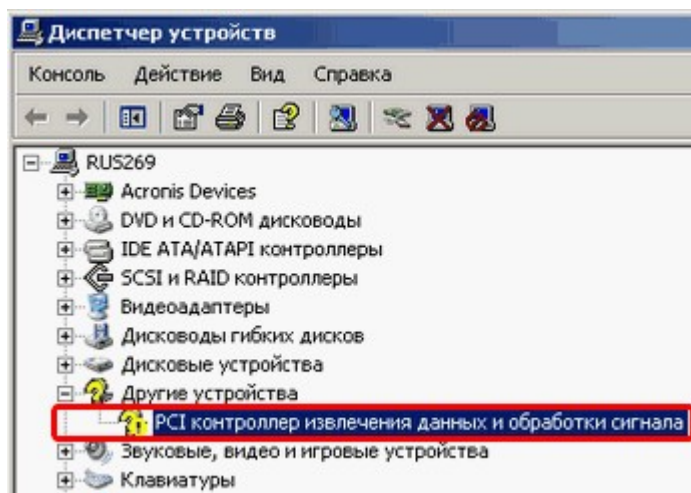 Диспетчер устройств
Консоль Действие Вид Справка
RUS269
Acronis Devices
DVD и CD-ROM дисководы
IDE ATA/ATAPI контроллеры
SCSI и RAID контроллеры
Видеоадаптеры
Дисководы гибких дисков
Дисковые устройства
Другие устройства
PCI контроллер извлечения данных и обработки сигнала
Звуковые, видео и игровые устройства
Клавиатуры